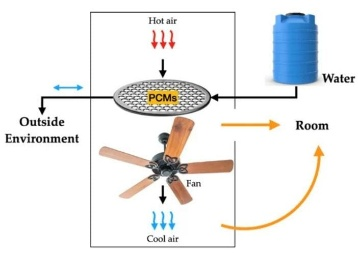 Hot air
PCMs
Water
Outside
Environment
Room
Fan
Cool air